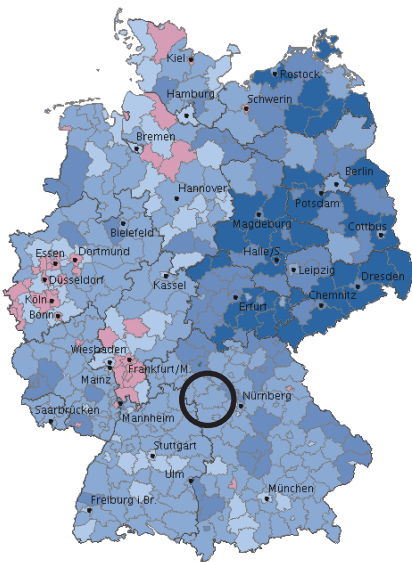 Kiel
Rostock
Hamburg
Schwerin
Bremen
Berlin
Hannover
Potsdam
Magdeburg
Cottbus
Bielefeld
Essen
Dortmund
Halle/S.
Leipzig
Düsseldorf
Kassel
Dresden
Köln
Chemnitz
Erfurt
Bonn
Wiesbaden
Frankfurt/M.
Mainz
Nürnberg
Saarbrücken
Mannheim
Stuttgart
Ulm
München
Freiburg i.Br.